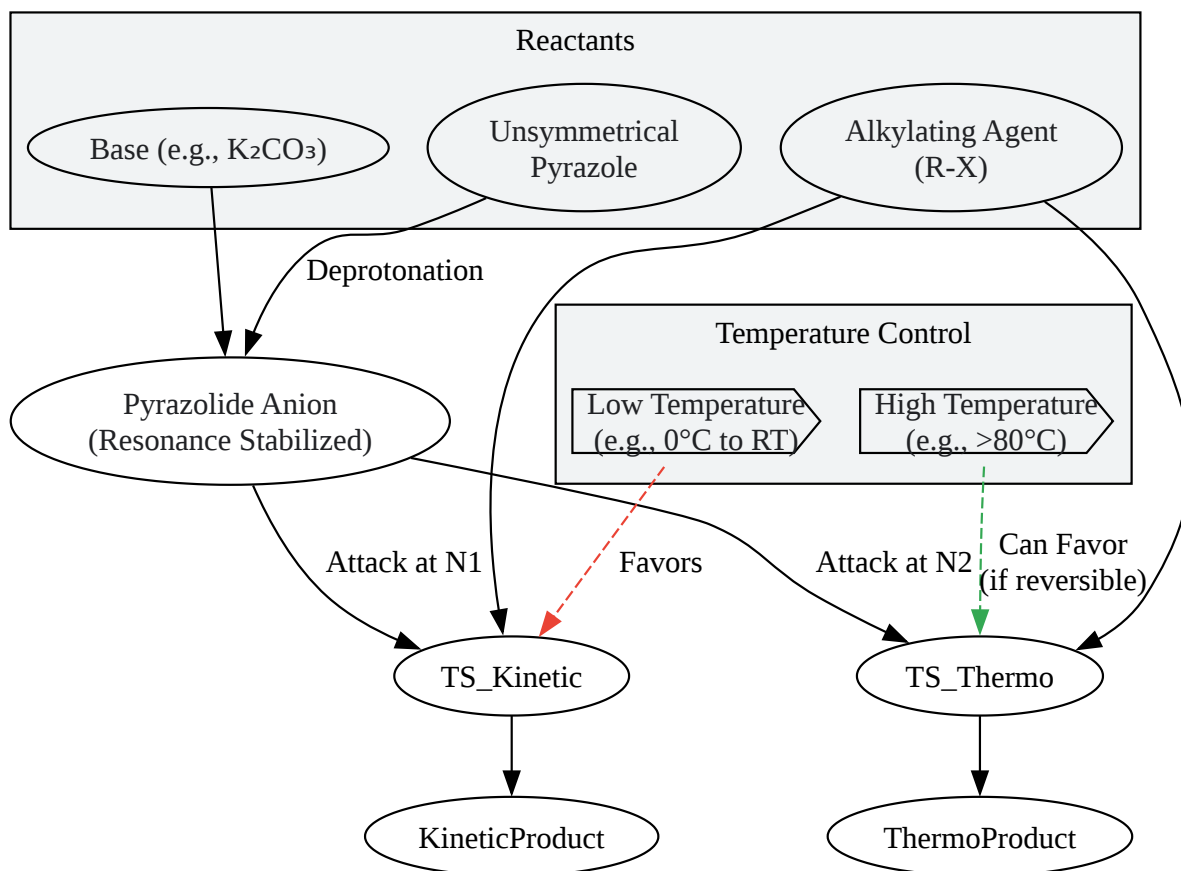 Reactants
Base (e.g., K₂CO₃)
Unsymmetrical
Pyrazole
Alkylating Agent
(R-X)
Deprotonation
Temperature Control
Low Temperature
(e.g., 0°C to RT)
High Temperature
(e.g., >80°C)
Pyrazolide Anion
(Resonance Stabilized)
Attack at N1
Favors
Attack at N2
Can Favor
(if reversible)
TS_Kinetic
TS_Thermo
KineticProduct
ThermoProduct